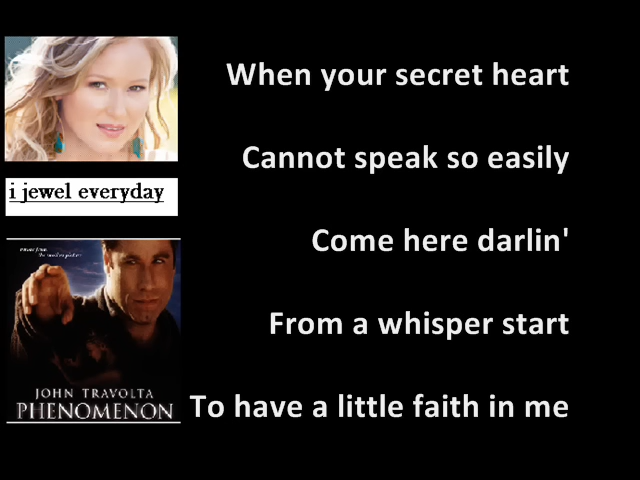 When your secret heart
Cannot speak so easily
Come here darlin'
From a whisper start
To have a little faith in me
i jewel everyday
JOHN TRAVOLTA
PHENOMENON